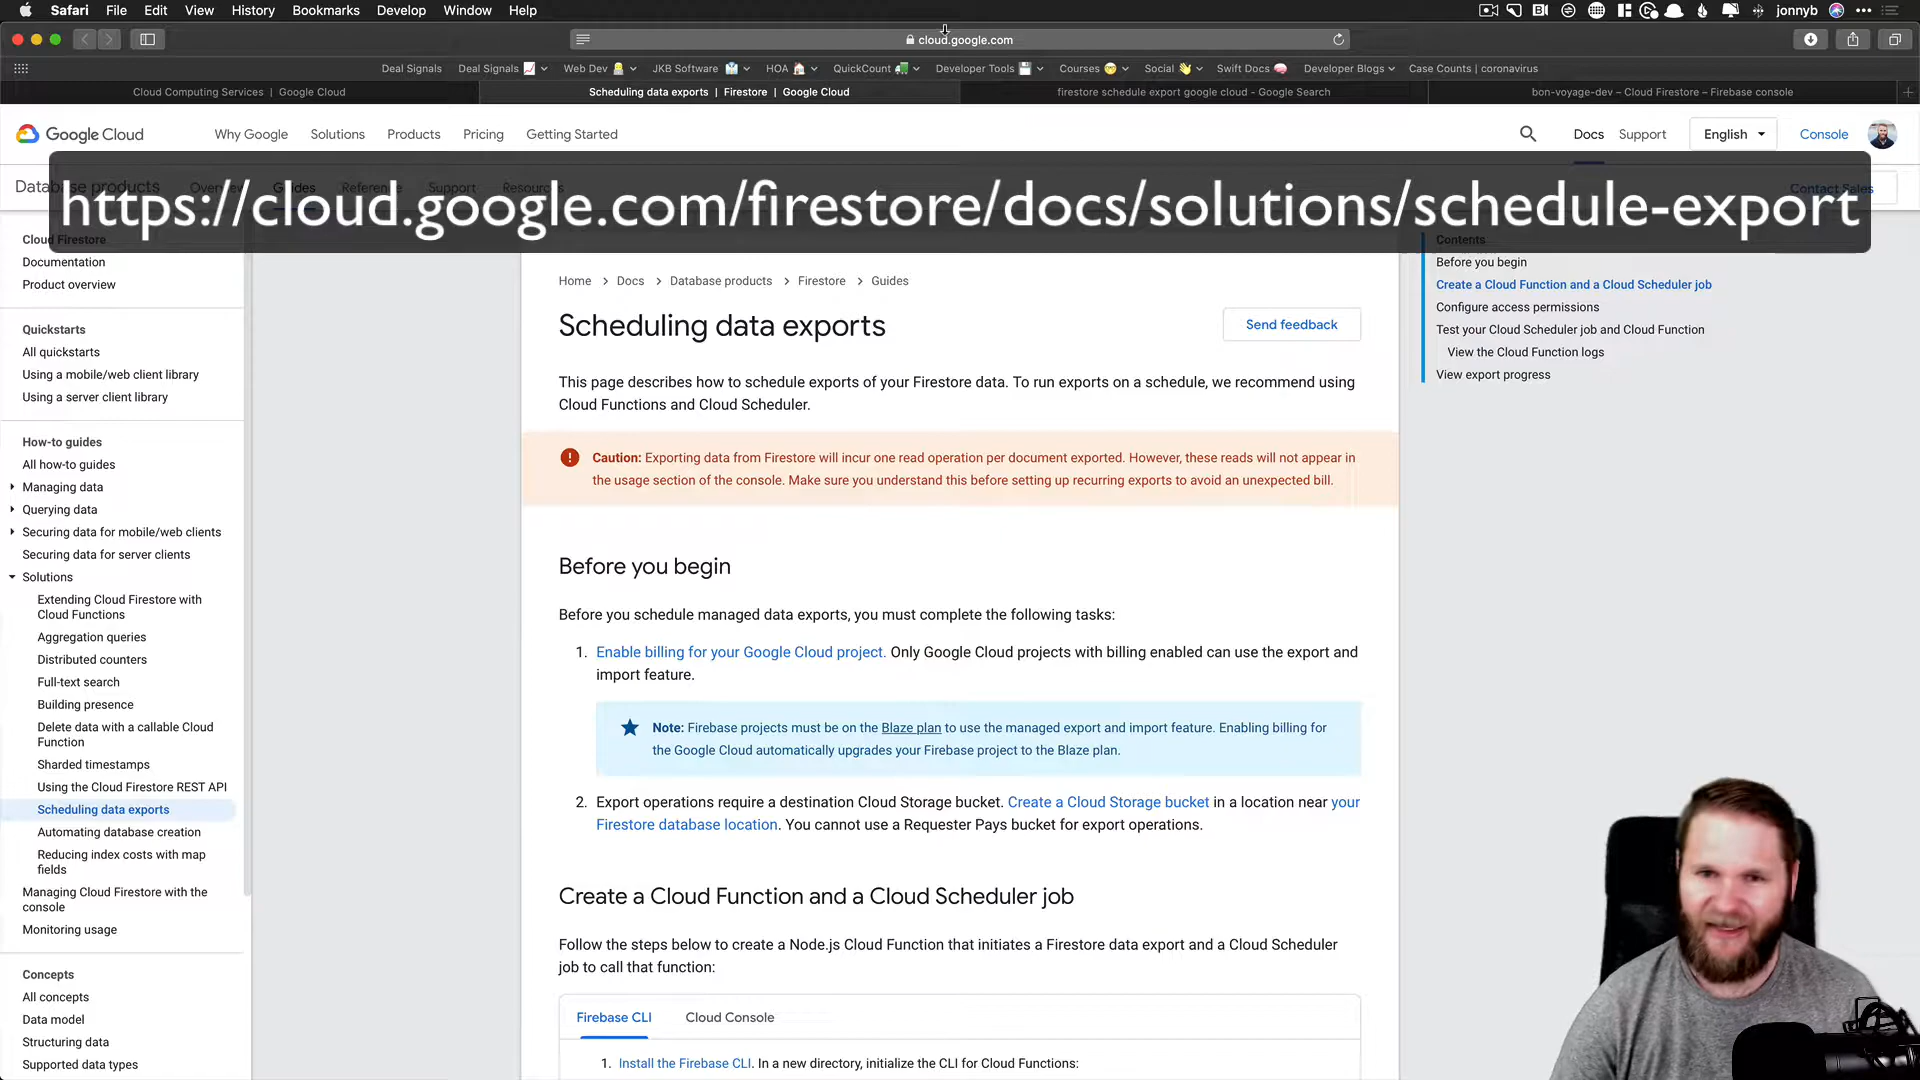 Safari File Edit View History Bookmarks Develop Window Help
jonnyb
cloud.google.com
Deal Signals Deal Signals Web Dev JKB Software HOA QuickCount Developer Tools Courses Social Swift Docs Developer Blogs Case Counts | coronavirus
Cloud Computing Services | Google Cloud
Scheduling data exports | Firestore | Google Cloud
firestore schedule export google cloud - Google Search
bon-voyage-dev – Cloud Firestore – Firebase console
Google Cloud
Why Google Solutions Products Pricing Getting Started
Docs Support English Console
Database products Overview Guides Reference Support Resources
Contact Sales
https://cloud.google.com/firestore/docs/solutions/schedule-export
Cloud Firestore
Documentation
Product overview
Quickstarts
All quickstarts
Using a mobile/web client library
Using a server client library
How-to guides
All how-to guides
Managing data
Querying data
Securing data for mobile/web clients
Securing data for server clients
Solutions
Extending Cloud Firestore with
Cloud Functions
Aggregation queries
Distributed counters
Full-text search
Building presence
Delete data with a callable Cloud
Function
Sharded timestamps
Using the Cloud Firestore REST API
Scheduling data exports
Automating database creation
Reducing index costs with map
fields
Managing Cloud Firestore with the
console
Monitoring usage
Concepts
All concepts
Data model
Structuring data
Supported data types
Home > Docs > Database products > Firestore > Guides
Scheduling data exports
Send feedback
This page describes how to schedule exports of your Firestore data. To run exports on a schedule, we recommend using
Cloud Functions and Cloud Scheduler.
Caution: Exporting data from Firestore will incur one read operation per document exported. However, these reads will not appear in
the usage section of the console. Make sure you understand this before setting up recurring exports to avoid an unexpected bill.
Before you begin
Before you schedule managed data exports, you must complete the following tasks:
1. Enable billing for your Google Cloud project. Only Google Cloud projects with billing enabled can use the export and
import feature.
Note: Firebase projects must be on the Blaze plan to use the managed export and import feature. Enabling billing for
the Google Cloud automatically upgrades your Firebase project to the Blaze plan.
2. Export operations require a destination Cloud Storage bucket. Create a Cloud Storage bucket in a location near your
Firestore database location. You cannot use a Requester Pays bucket for export operations.
Create a Cloud Function and a Cloud Scheduler job
Follow the steps below to create a Node.js Cloud Function that initiates a Firestore data export and a Cloud Scheduler
job to call that function:
Firebase CLI Cloud Console
1. Install the Firebase CLI. In a new directory, initialize the CLI for Cloud Functions:
Contents
Before you begin
Create a Cloud Function and a Cloud Scheduler job
Configure access permissions
Test your Cloud Scheduler job and Cloud Function
View the Cloud Function logs
View export progress